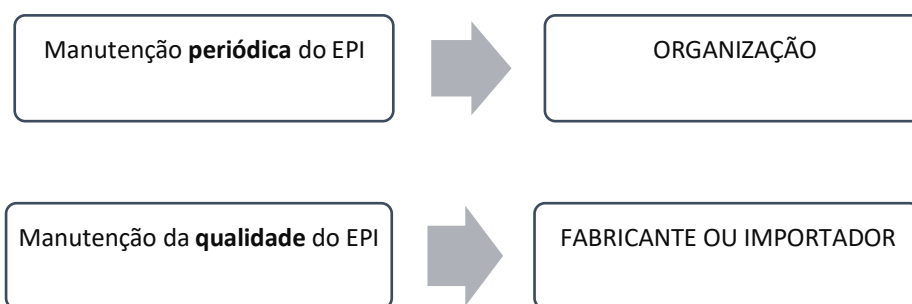 Manutenção periódica do EPI
ORGANIZAÇÃO
Manutenção da qualidade do EPI
FABRICANTE OU IMPORTADOR